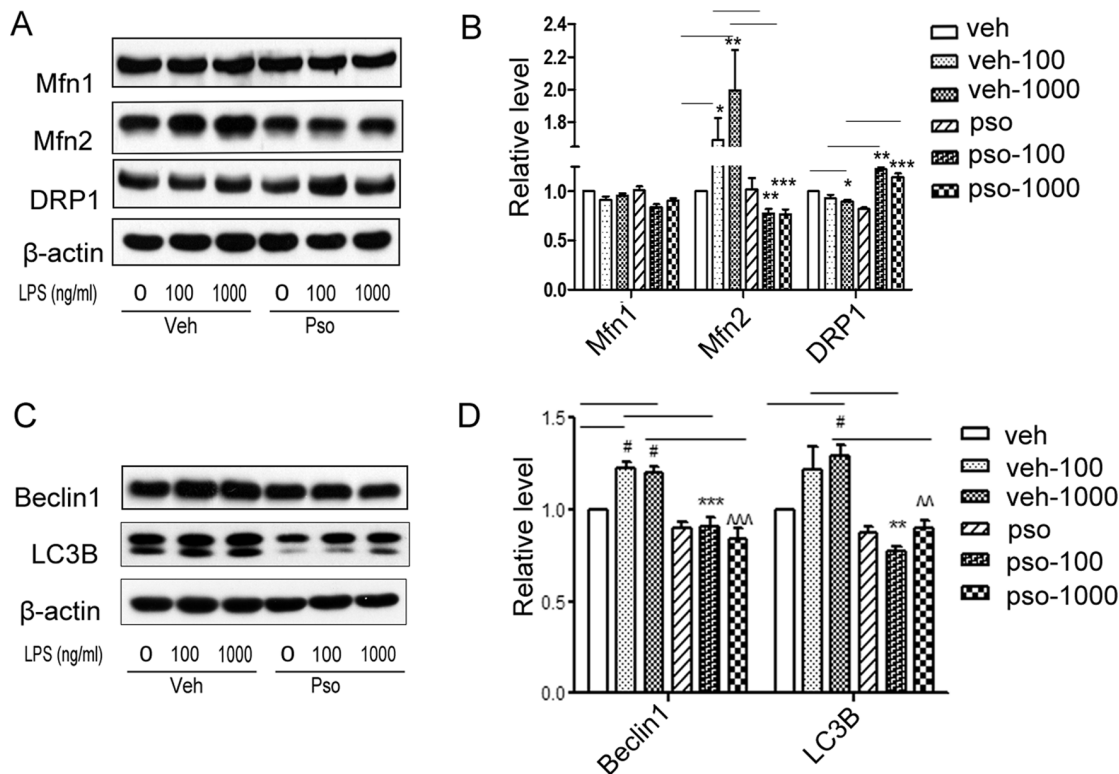 A
Mfn1
Mfn2
DRP1
β-actin
LPS (ng/ml) 0 100 1000 0 100 1000
Veh Pso
B
Relative level
2.4
2.2
2.0
1.8
1.6
1.0
0.5
0.0
* ** ** *** * ** ***
Mfn1 Mfn2 DRP1
veh
veh-100
veh-1000
pso
pso-100
pso-1000
C
Beclin1
LC3B
β-actin
LPS (ng/ml) 0 100 1000 0 100 1000
Veh Pso
D
Relative level
1.5
1.0
0.5
0.0
# # *** ^^^ # ** ^^
Beclin1 LC3B
veh
veh-100
veh-1000
pso
pso-100
pso-1000